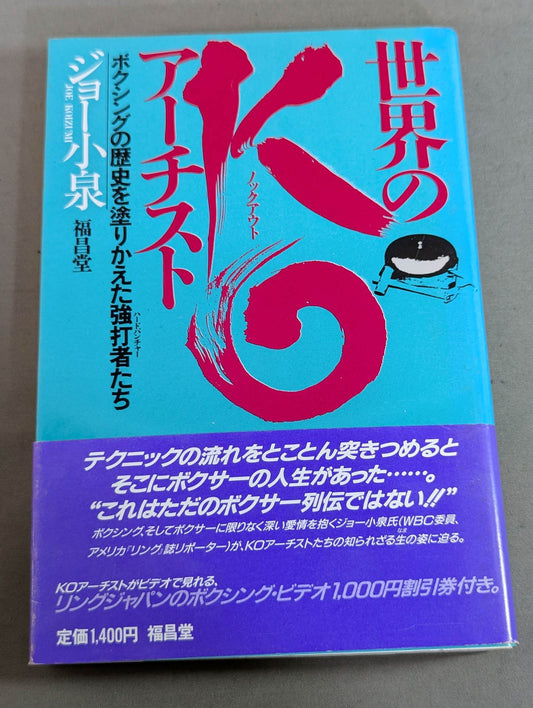 世界の
KO
ノックアウト
アーチスト
ボクシングの歴史を塗りかえた強打者たち
ハードパンチャー
ジョー小泉
JOE KOIZUMI
福昌堂
テクニックの流れをとことん突きつめると
そこにボクサーの人生があった……。
“これはただのボクサー列伝ではない!!”
ボクシング、そしてボクサーに限りなく深い愛情を抱くジョー小泉氏(WBC委員、
アメリカ『リング』誌リポーター)が、KOアーチストたちの知られざる生の姿に迫る。
なま
KOアーチストがビデオで見れる、
リングジャパンのボクシング・ビデオ1,000円割引券付き。
定価1,400円 福昌堂